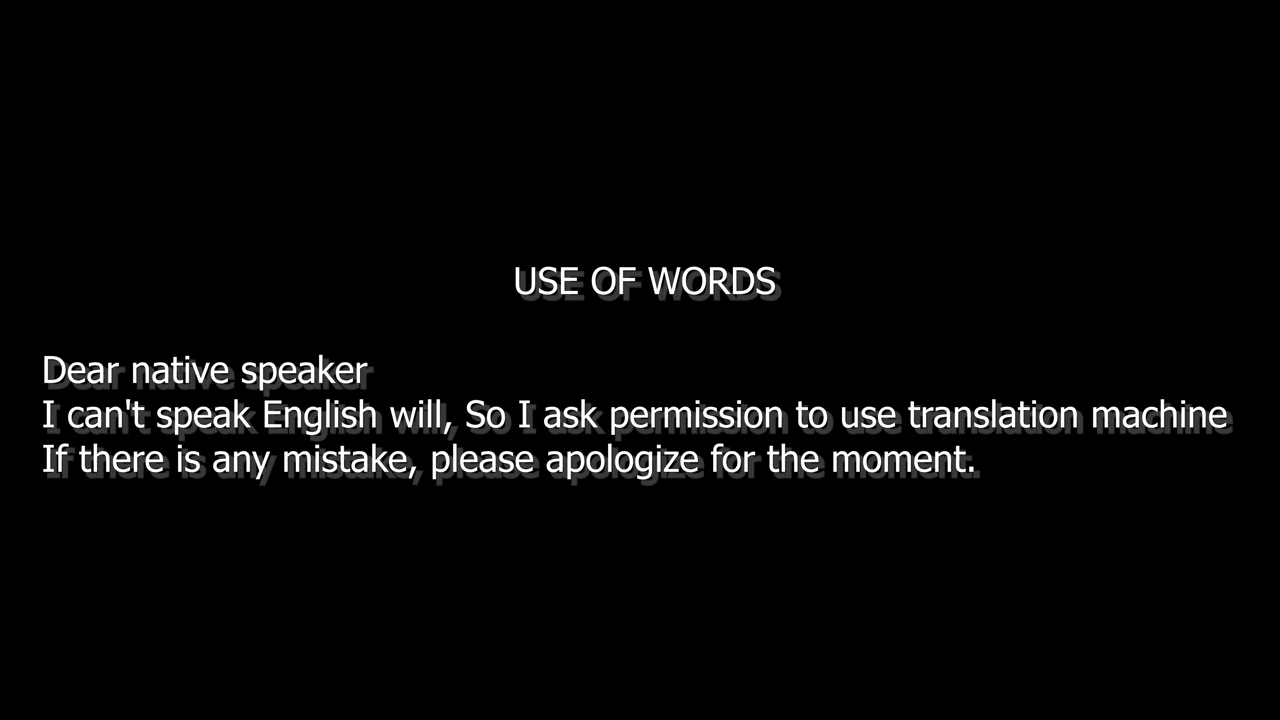 USE OF WORDS
Dear native speaker
I can't speak English will, So I ask permission to use translation machine
If there is any mistake, please apologize for the moment.